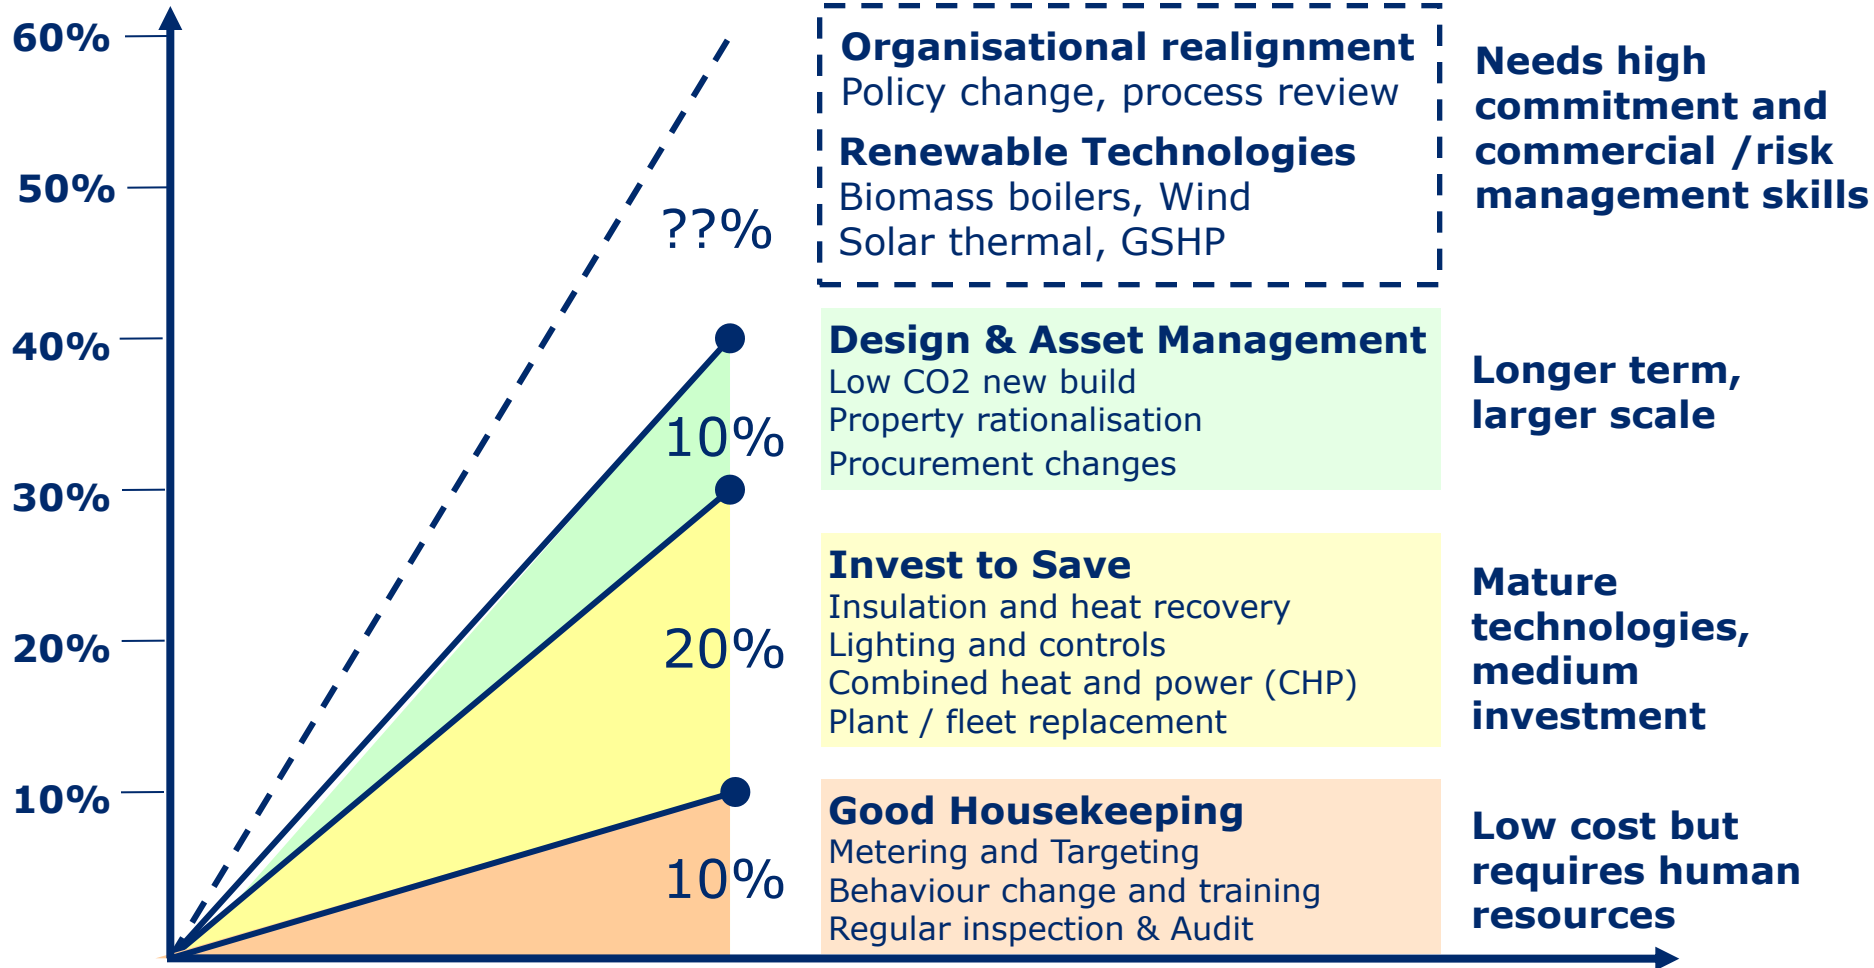 60%
50%
40%
30%
20%
10%
??%
10%
20%
10%
Organisational realignment
Policy change, process review
Renewable Technologies
Biomass boilers, Wind
Solar thermal, GSHP
Needs high
commitment and
commercial /risk
management skills
Design & Asset Management
Low CO2 new build
Property rationalisation
Procurement changes
Longer term,
larger scale
Invest to Save
Insulation and heat recovery
Lighting and controls
Combined heat and power (CHP)
Plant / fleet replacement
Mature
technologies,
medium
investment
Good Housekeeping
Metering and Targeting
Behaviour change and training
Regular inspection & Audit
Low cost but
requires human
resources